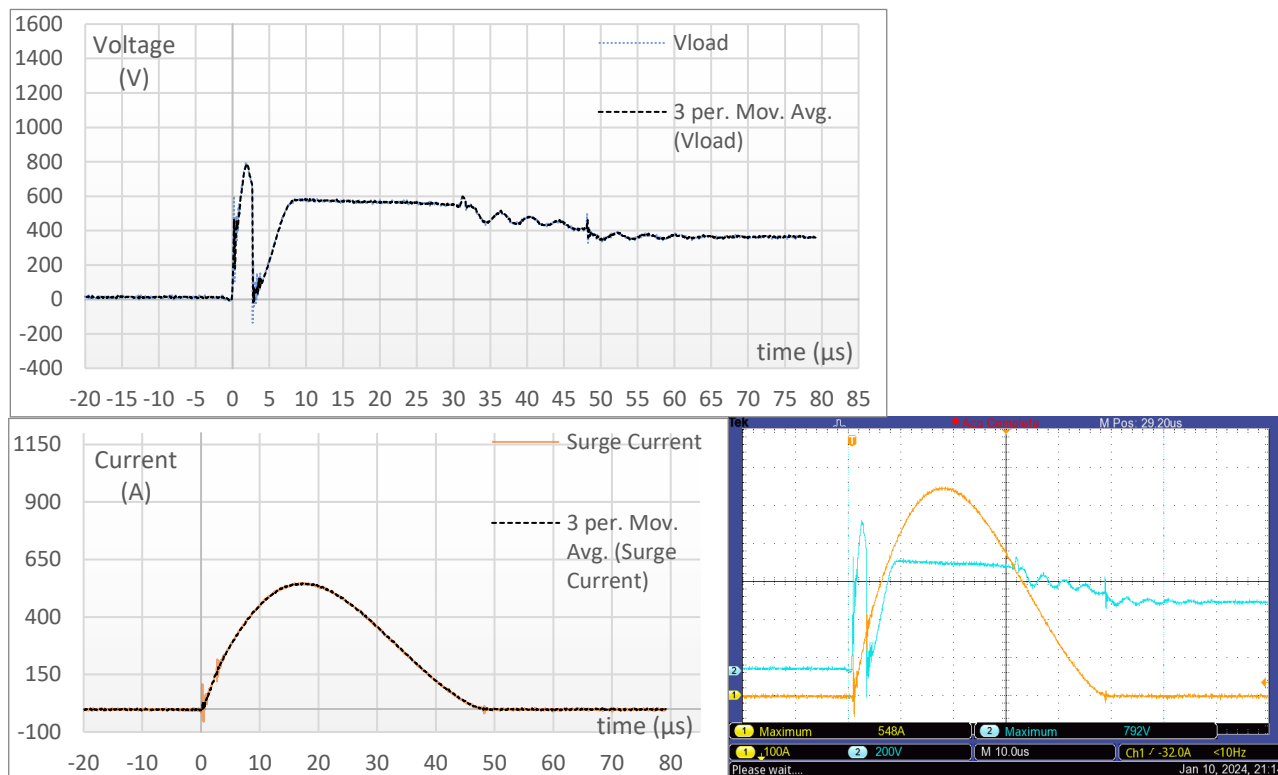 1600
1400
1200
1000
800
600
400
200
0
-200
-400
Voltage
(V)
Vload
3 per. Mov. Avg.
(Vload)
time (µs)
-20 -15 -10 -5 0 5 10 15 20 25 30 35 40 45 50 55 60 65 70 75 80 85
1150
900
650
400
150
-100
Current
(A)
Surge Current
3 per. Mov.
Avg. (Surge
Current)
time (µs)
-20 -10 0 10 20 30 40 50 60 70 80
Tek M Pos: 29.20us
T
2
1
1 Maximum 548A 2 Maximum 792V
1 100A 2 200V M 10.0us Ch1 -32.0A <10Hz
Please wait.... Jan 10, 2024, 21:1